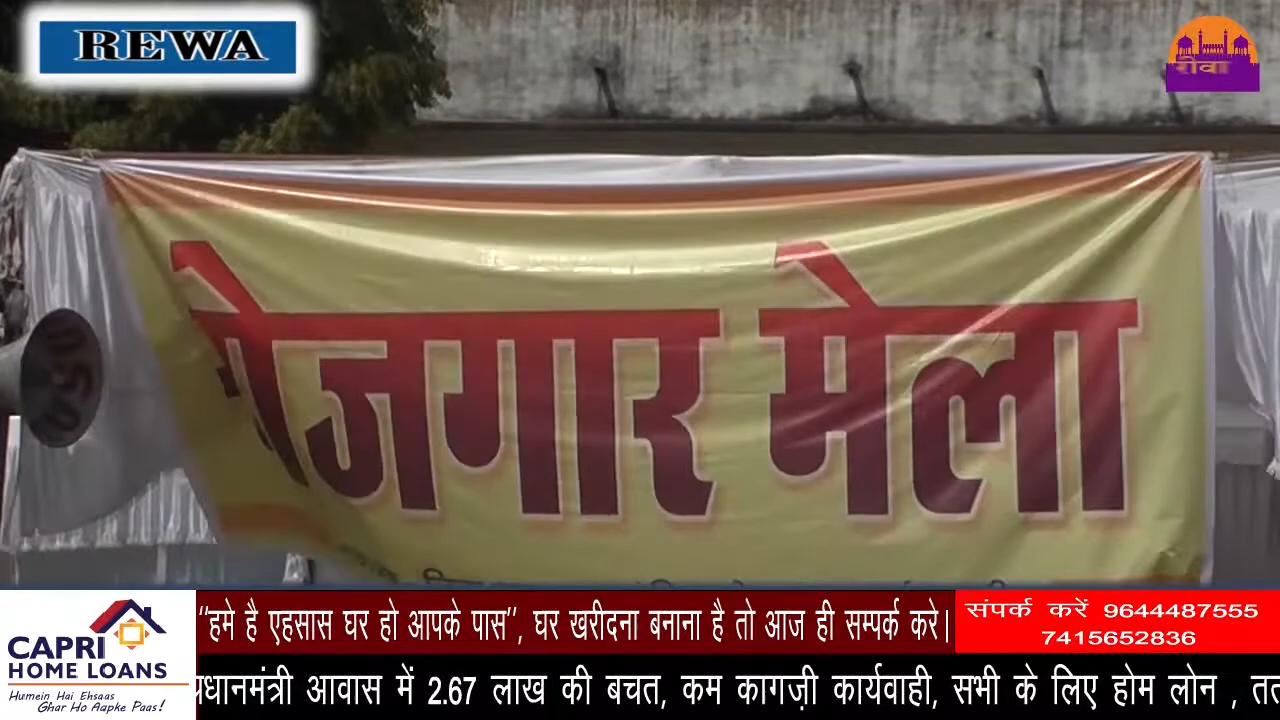 REWA
रीवा
रोजगार मेला
CAPRI
HOME LOANS
Humein Hai Ehsaas
Ghar Ho Aapke Paas!
"हमे है एहसास घर हो आपके पास", घर खरीदना बनाना है तो आज ही सम्पर्क करे।
संपर्क करें 9644487555
7415652836
प्रधानमंत्री आवास में 2.67 लाख की बचत, कम कागज़ी कार्यवाही, सभी के लिए होम लोन ,